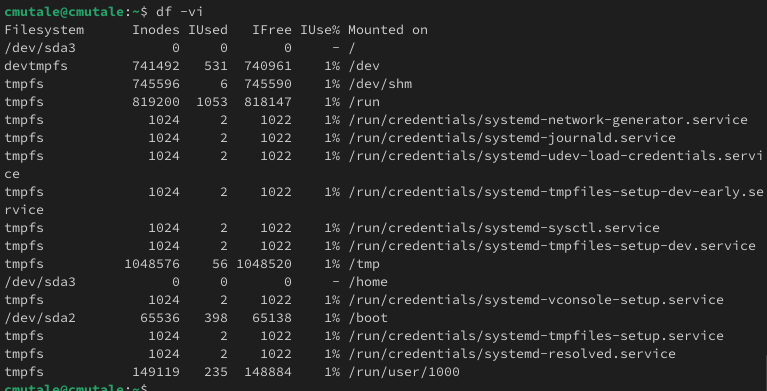 cmutale@cmutale:~$ df -vi
Filesystem      Inodes IUsed   IFree IUse% Mounted on
/dev/sda3            0     0       0     - /
devtmpfs        741492   531  740961    1% /dev
tmpfs           745596     6  745590    1% /dev/shm
tmpfs           819200  1053  818147    1% /run
tmpfs             1024     2    1022    1% /run/credentials/systemd-network-generator.service
tmpfs             1024     2    1022    1% /run/credentials/systemd-journald.service
tmpfs             1024     2    1022    1% /run/credentials/systemd-udev-load-credentials.servi
ce
tmpfs             1024     2    1022    1% /run/credentials/systemd-tmpfiles-setup-dev-early.se
rvice
tmpfs             1024     2    1022    1% /run/credentials/systemd-sysctl.service
tmpfs             1024     2    1022    1% /run/credentials/systemd-tmpfiles-setup-dev.service
tmpfs          1048576    56 1048520    1% /tmp
/dev/sda3            0     0       0     - /home
tmpfs             1024     2    1022    1% /run/credentials/systemd-vconsole-setup.service
/dev/sda2        65536   398   65138    1% /boot
tmpfs             1024     2    1022    1% /run/credentials/systemd-tmpfiles-setup.service
tmpfs             1024     2    1022    1% /run/credentials/systemd-resolved.service
tmpfs           149119   235  148884    1% /run/user/1000
cmutale@cmutale:~$